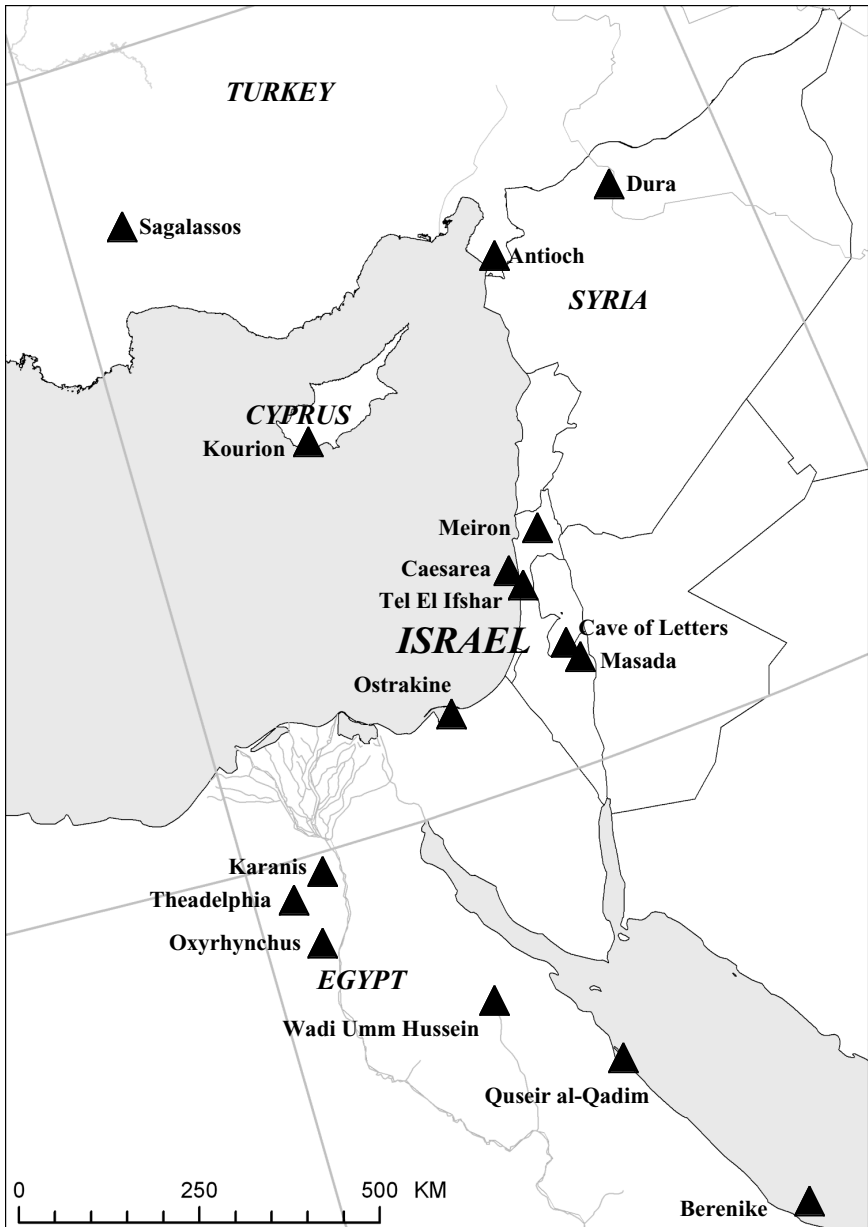 TURKEY
Dura
Sagalassos
Antioch
SYRIA
CYPRUS
Kourion
Meiron
Caesarea
Tel El Ifshar
Cave of Letters
ISRAEL
Masada
Ostrakine
Karanis
Theadelphia
Oxyrhynchus
EGYPT
Wadi Umm Hussein
Quseir al-Qadim
0 250 500 KM
Berenike